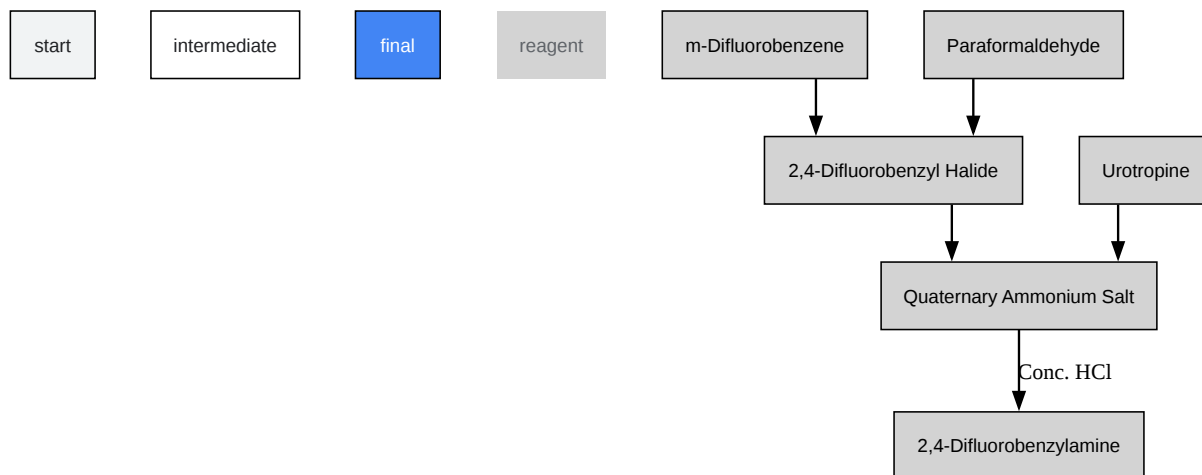 start
intermediate
final
reagent
m-Difluorobenzene
Paraformaldehyde
2,4-Difluorobenzyl Halide
Urotropine
Quaternary Ammonium Salt
Conc. HCl
2,4-Difluorobenzylamine